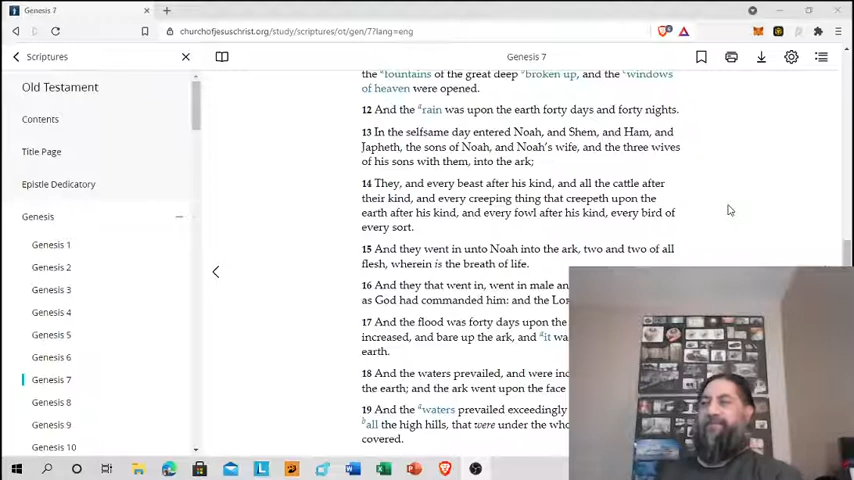 Genesis 7
churchofjesuschrist.org/study/scriptures/ot/gen/7?lang=eng
Scriptures
Genesis 7
Old Testament
Contents
Title Page
Epistle Dedicatory
Genesis
Genesis 1
Genesis 2
Genesis 3
Genesis 4
Genesis 5
Genesis 6
Genesis 7
Genesis 8
Genesis 9
Genesis 10
the afountains of the great deep bbroken up, and the cwindows
of heaven were opened.
12 And the arain was upon the earth forty days and forty nights.
13 In the selfsame day entered Noah, and Shem, and Ham, and
Japheth, the sons of Noah, and Noah's wife, and the three wives
of his sons with them, into the ark;
14 They, and every beast after his kind, and all the cattle after
their kind, and every creeping thing that creepeth upon the
earth after his kind, and every fowl after his kind, every bird of
every sort.
15 And they went in unto Noah into the ark, two and two of all
flesh, wherein is the breath of life.
16 And they that went in, went in male an
as God had commanded him: and the Lor
17 And the flood was forty days upon the
increased, and bare up the ark, and ait wa
earth.
18 And the waters prevailed, and were inc
the earth; and the ark went upon the face
19 And the awaters prevailed exceedingly
ball the high hills, that were under the who
covered.